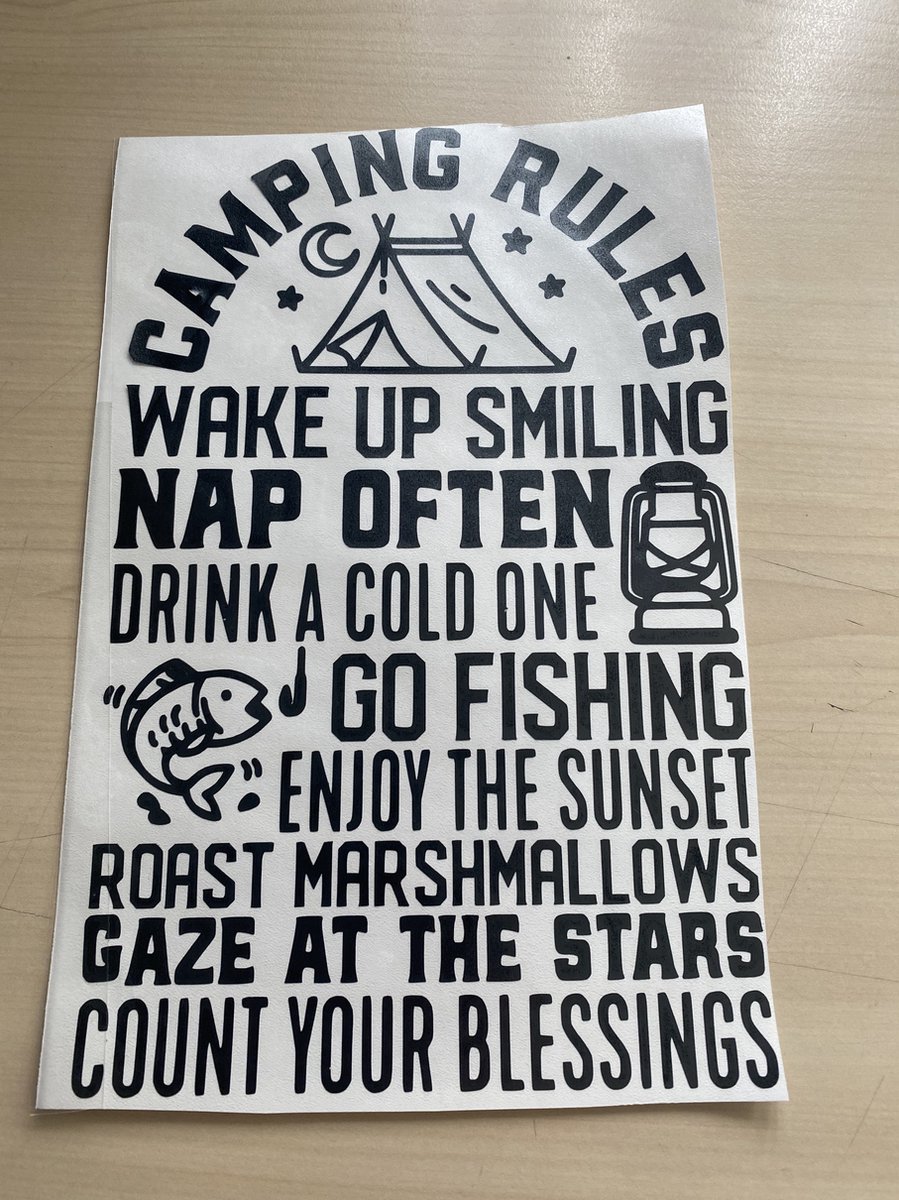 CAMPING RULES
WAKE UP SMILING
NAP OFTEN
DRINK A COLD ONE
GO FISHING
ENJOY THE SUNSET
ROAST MARSHMALLOWS
GAZE AT THE STARS
COUNT YOUR BLESSINGS